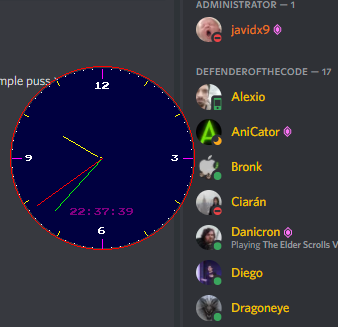 ADMINISTRATOR — 1
javidx9
mple puss
DEFENDEROFTHECODE — 17
12
9
3
6
22:37:39
Alexio
AniCator
Bronk
Ciarán
Danicron
Playing The Elder Scrolls V
Diego
Dragoneye